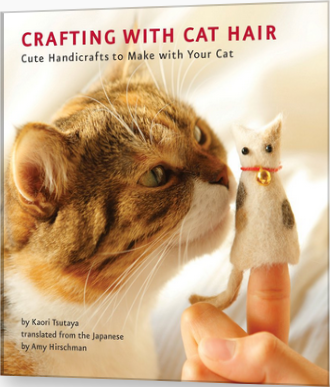 CRAFTING WITH CAT HAIR
Cute Handicrafts to Make with Your Cat
by Kaori Tsutaya
translated from the Japanese
by Amy Hirschman